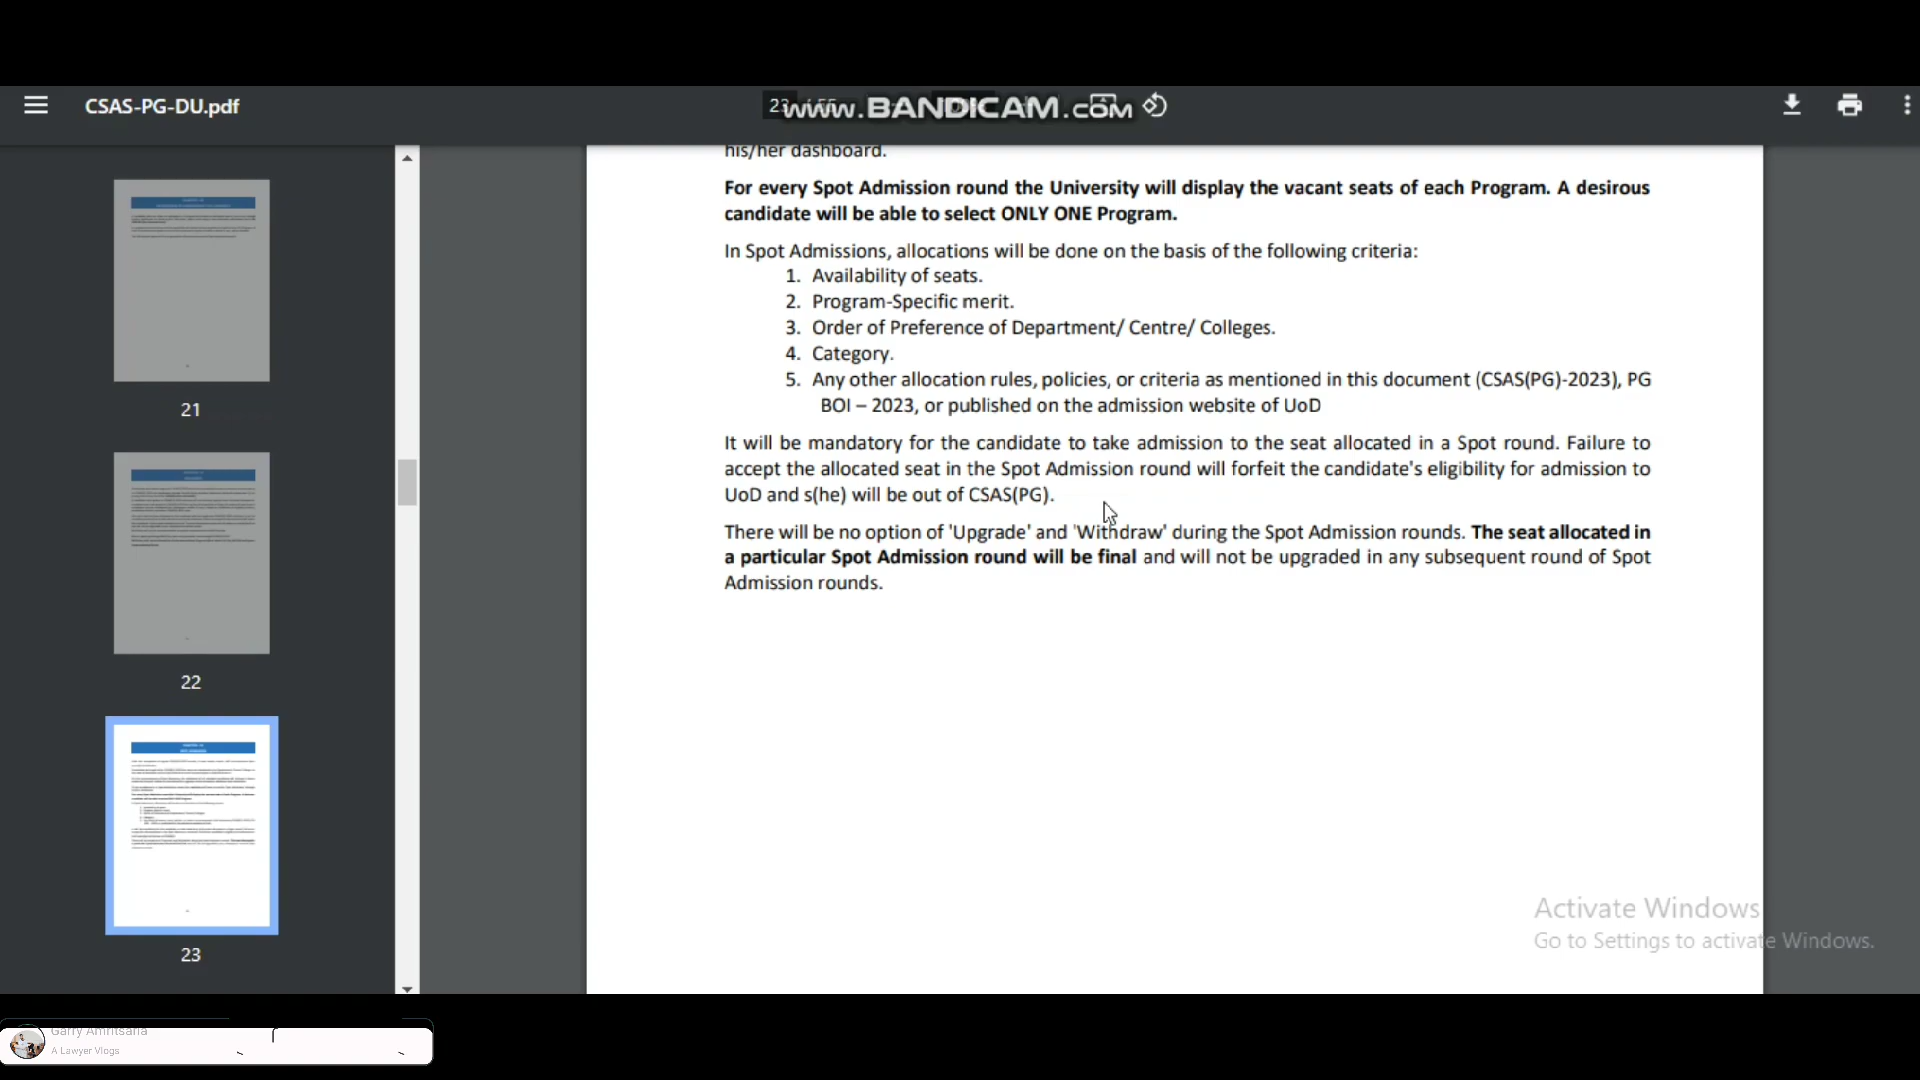 CSAS-PG-DU.pdf
23
www.BANDICAM.COM
his/her dashboard.
For every Spot Admission round the University will display the vacant seats of each Program. A desirous
candidate will be able to select ONLY ONE Program.
In Spot Admissions, allocations will be done on the basis of the following criteria:
1. Availability of seats.
2. Program-Specific merit.
3. Order of Preference of Department/ Centre/ Colleges.
4. Category.
5. Any other allocation rules, policies, or criteria as mentioned in this document (CSAS(PG)-2023), PG
BOI – 2023, or published on the admission website of UoD
It will be mandatory for the candidate to take admission to the seat allocated in a Spot round. Failure to
accept the allocated seat in the Spot Admission round will forfeit the candidate's eligibility for admission to
UoD and s(he) will be out of CSAS(PG).
There will be no option of 'Upgrade' and 'Withdraw' during the Spot Admission rounds. The seat allocated in
a particular Spot Admission round will be final and will not be upgraded in any subsequent round of Spot
Admission rounds.
21
22
23
Activate Windows
Go to Settings to activate Windows.
Garry Amritsaria
A Lawyer Vlogs